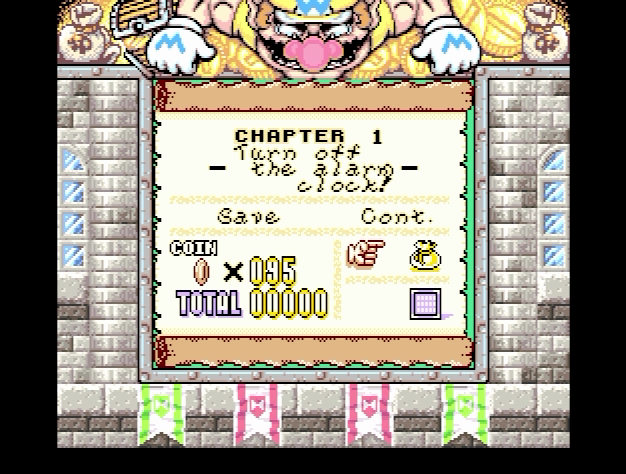 CHAPTER 1
Turn off
- the alarm -
clock!
Save Cont.
COIN
×095
TOTAL 00000